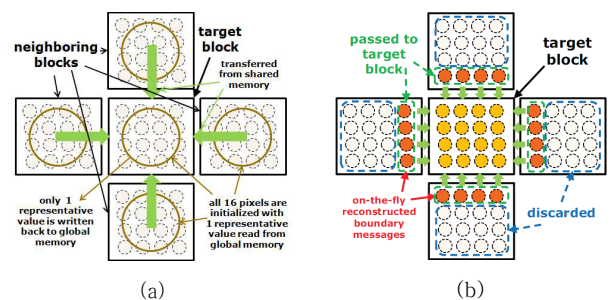 neighboring
blocks
target
block
transferred
from shared
memory
only 1
representative
value is written
back to global
memory
all 16 pixels are
initialized with
1 representative
value read from
global memory
(a)
passed to
target
block
target
block
on-the-fly
reconstructed
boundary
messages
discarded
(b)